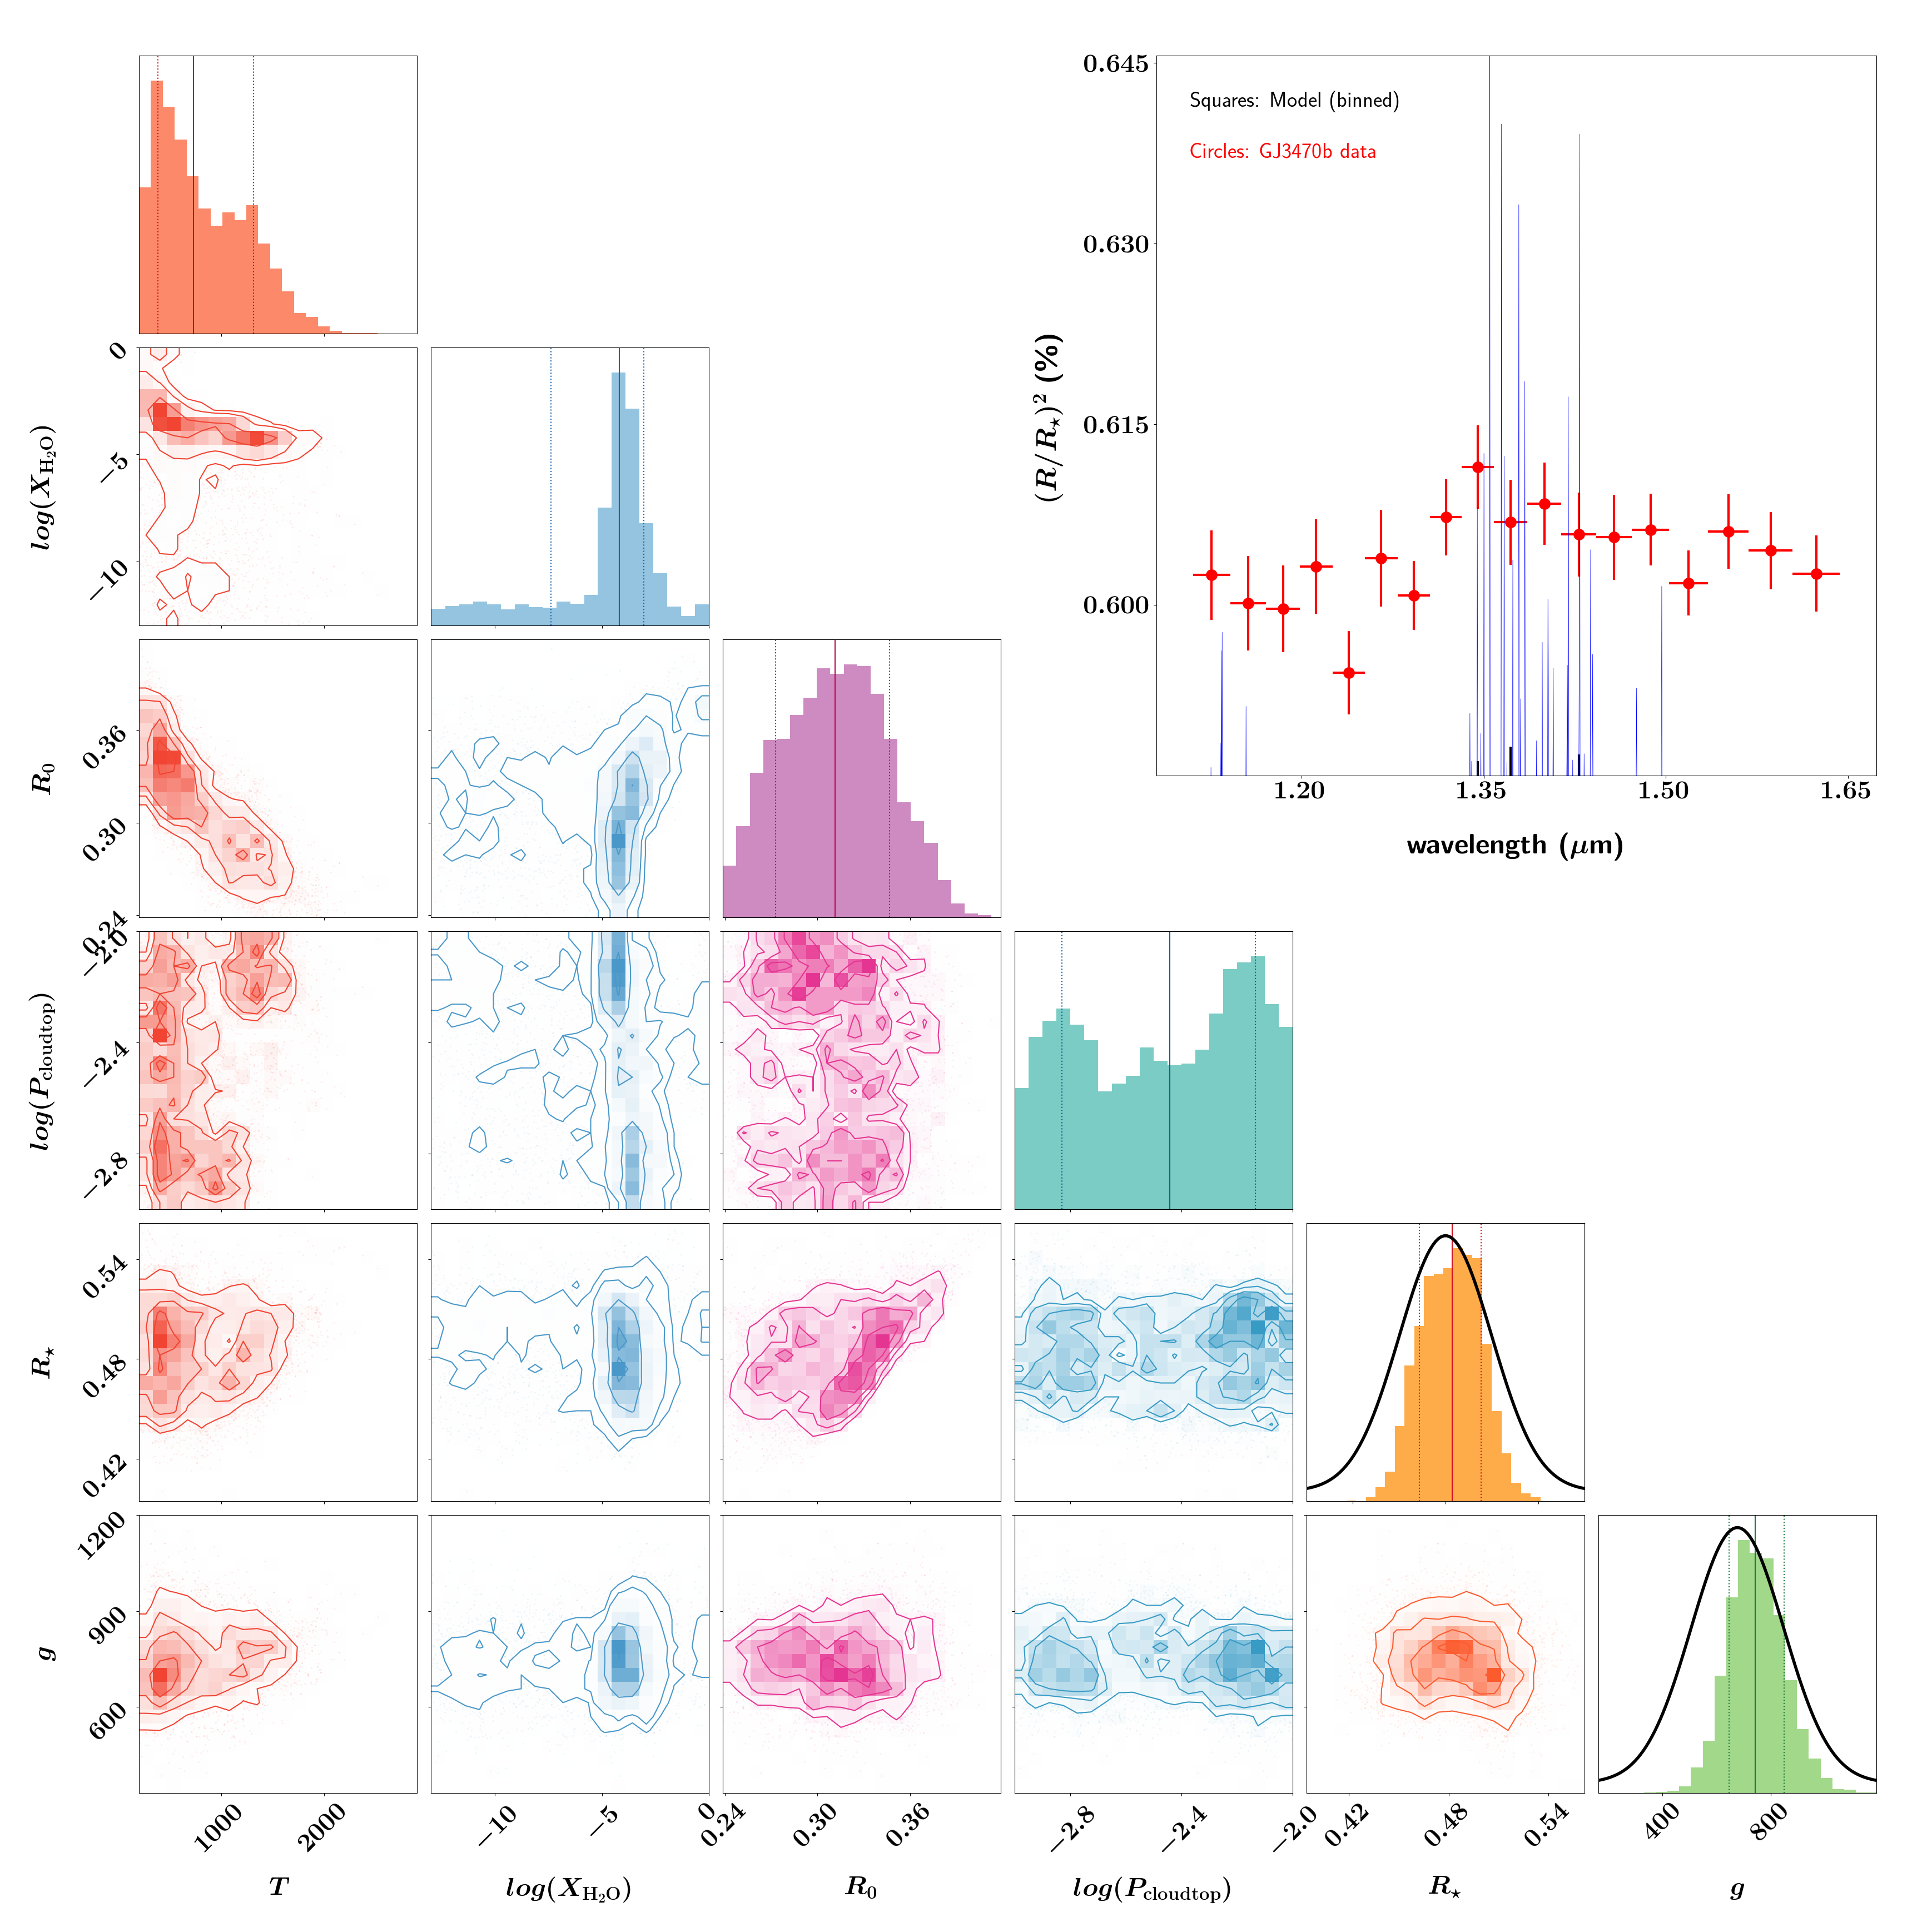 0.645
Squares: Model (binned)
Circles: GJ3470b data
0.630
0.615
0.600
(R/R⋆)² (%)
1.20 1.35 1.50 1.65
wavelength (μm)
0
−5
−10
log(X_H₂O)
0.36
0.30
0.24
R₀
−2.0
−2.4
−2.8
log(P_cloudtop)
0.54
0.48
0.42
R⋆
1200
900
600
g
1000 2000 −10 −5 0 0.24 0.30 0.36 −2.8 −2.4 −2.0 0.42 0.48 0.54 400 800
T log(X_H₂O) R₀ log(P_cloudtop) R⋆ g